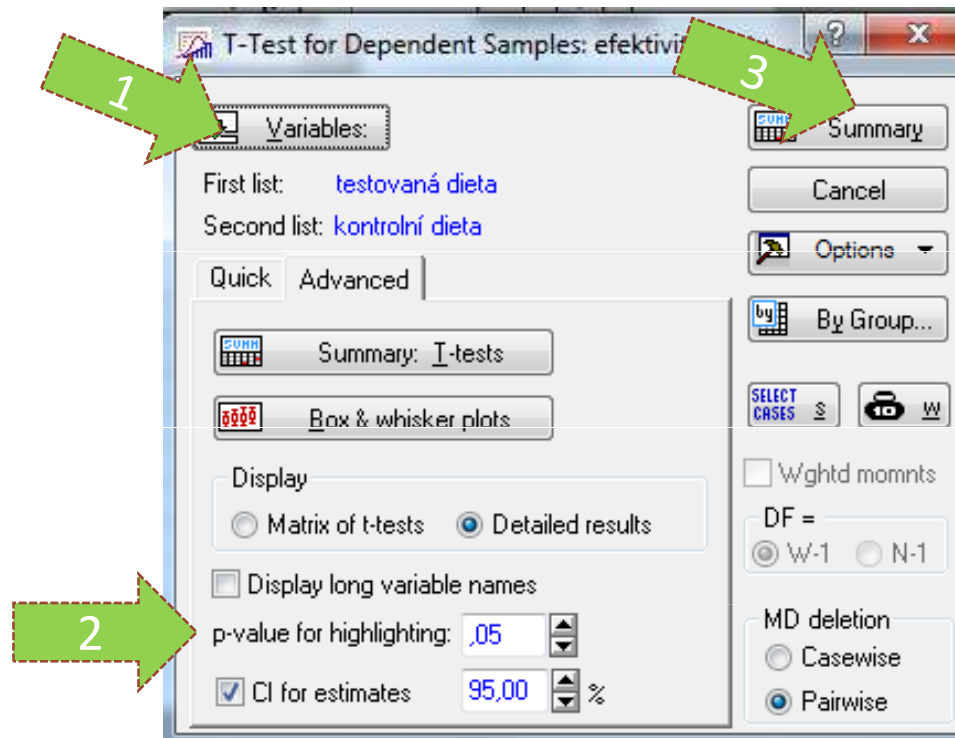 T-Test for Dependent Samples: efektivi
1
3
Variables:
SUMM
Summary
First list: testovaná dieta
Cancel
Second list: kontrolní dieta
Options
Quick
Advanced
by
By Group...
SUMM
Summary: T-tests
SELECT CASES S
W
Box & whisker plots
Wghtd momnts
Display
DF =
Matrix of t-tests
Detailed results
W-1
N-1
Display long variable names
2
p-value for highlighting: ,05
MD deletion
Casewise
CI for estimates 95,00 %
Pairwise